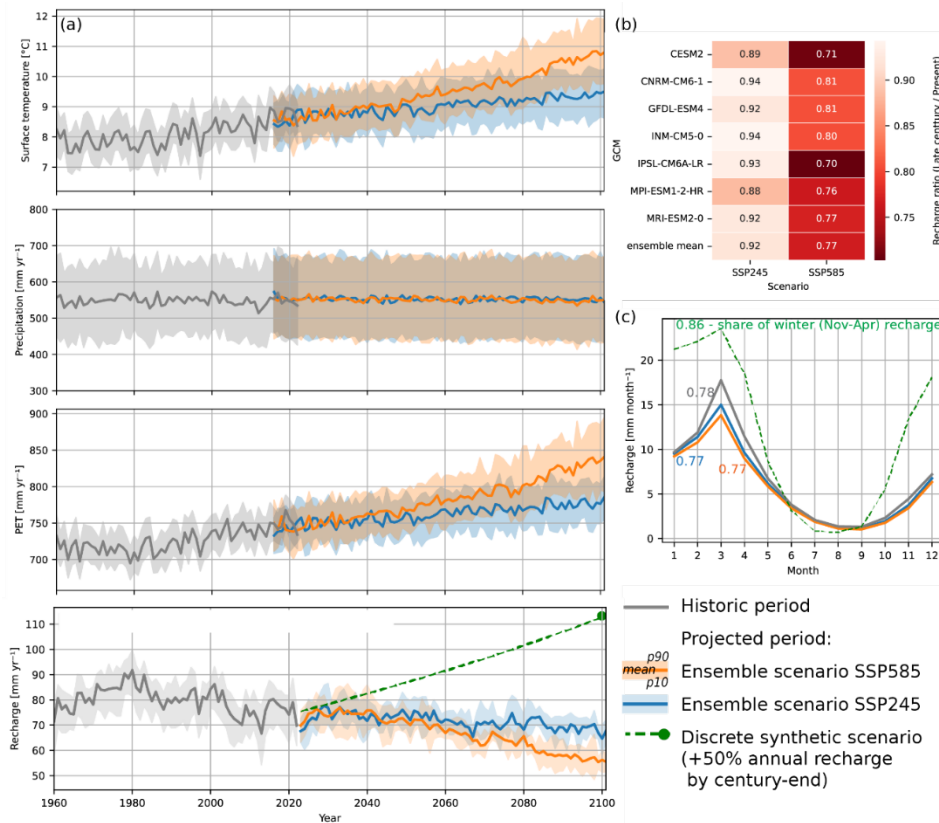 (a)
Surface temperature [°C]
12
11
10
9
8
7
Precipitation [mm yr⁻¹]
800
700
600
500
400
300
PET [mm yr⁻¹]
900
850
800
750
700
Recharge [mm yr⁻¹]
110
100
90
80
70
60
50
1960 1980 2000 2020 2040 2060 2080 2100
Year
(b)
GCM
CESM2 0.89 0.71
CNRM-CM6-1 0.94 0.81
GFDL-ESM4 0.92 0.81
INM-CM5-0 0.94 0.80
IPSL-CM6A-LR 0.93 0.70
MPI-ESM1-2-HR 0.88 0.76
MRI-ESM2-0 0.92 0.77
ensemble mean 0.92 0.77
SSP245 SSP585
Scenario
0.90
0.85
0.80
0.75
Recharge ratio (Late century / Present)
(c)
0.86 - share of winter (Nov-Apr) recharge
Recharge [mm month⁻¹]
20
15
10
5
0
0.78
0.77
0.77
1 2 3 4 5 6 7 8 9 10 11 12
Month
Historic period
Projected period:
p90
mean
p10
Ensemble scenario SSP585
Ensemble scenario SSP245
Discrete synthetic scenario
(+50% annual recharge
by century-end)